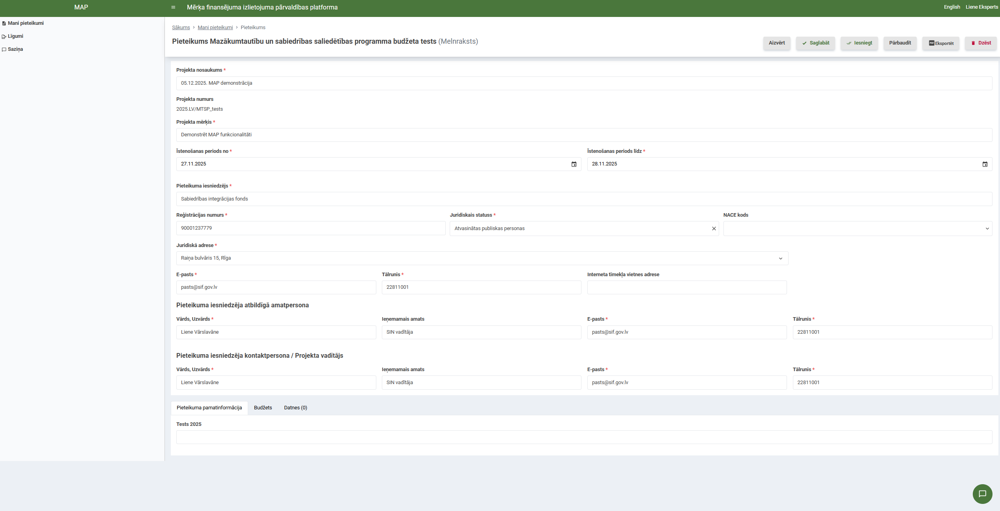 MAP
Mērķa finansējuma izlietojuma pārvaldības platforma
English Liene Eksperts
Mani pieteikumi
Līgumi
Saziņa
Sākums > Mani pieteikumi > Pieteikums
Pieteikums Mazākumtautību un sabiedrības saliedētības programma budžeta tests (Melnraksts)
Aizvērt Saglabāt Iesniegt Pārbaudīt PDF Eksportēt Dzēst
Projekta nosaukums *
05.12.2025. MAP demonstrācija
Projekta numurs
2025.LV/MTSP_tests
Projekta mērķis *
Demonstrēt MAP funkcionalitāti
Īstenošanas periods no * Īstenošanas periods līdz *
27.11.2025 28.11.2025
Pieteikuma iesniedzējs *
Sabiedrības integrācijas fonds
Reģistrācijas numurs * Juridiskais statuss * NACE kods
90001237779 Atvasinātas publiskas personas
Juridiskā adrese *
Raiņa bulvāris 15, Rīga
E-pasts * Tālrunis * Interneta tīmekļa vietnes adrese
pasts@sif.gov.lv 22811001
Pieteikuma iesniedzēja atbildīgā amatpersona
Vārds, Uzvārds * Ieņemamais amats E-pasts * Tālrunis *
Liene Vārslavāne SIN vadītāja pasts@sif.gov.lv 22811001
Pieteikuma iesniedzēja kontaktpersona / Projekta vadītājs
Vārds, Uzvārds * Ieņemamais amats E-pasts * Tālrunis *
Liene Vārslavāne SIN vadītāja pasts@sif.gov.lv 22811001
Pieteikuma pamatinformācija Budžets Datnes (0)
Tests 2025